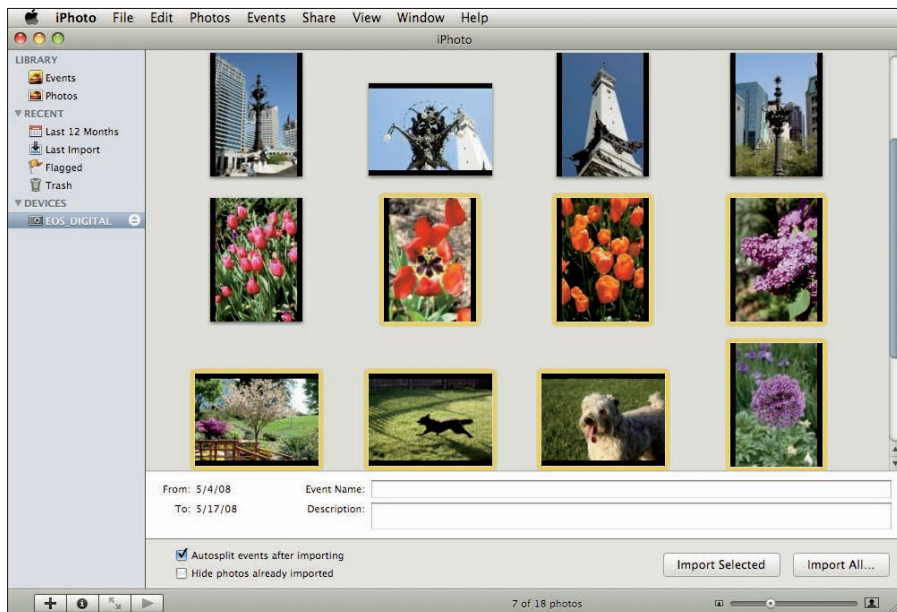 iPhoto File Edit Photos Events Share View Window Help
iPhoto
LIBRARY
Events
Photos
RECENT
Last 12 Months
Last Import
Flagged
Trash
DEVICES
EOS_DIGITAL
From: 5/4/08
Event Name:
To: 5/17/08
Description:
Autosplit events after importing
Hide photos already imported
Import Selected
Import All...
7 of 18 photos